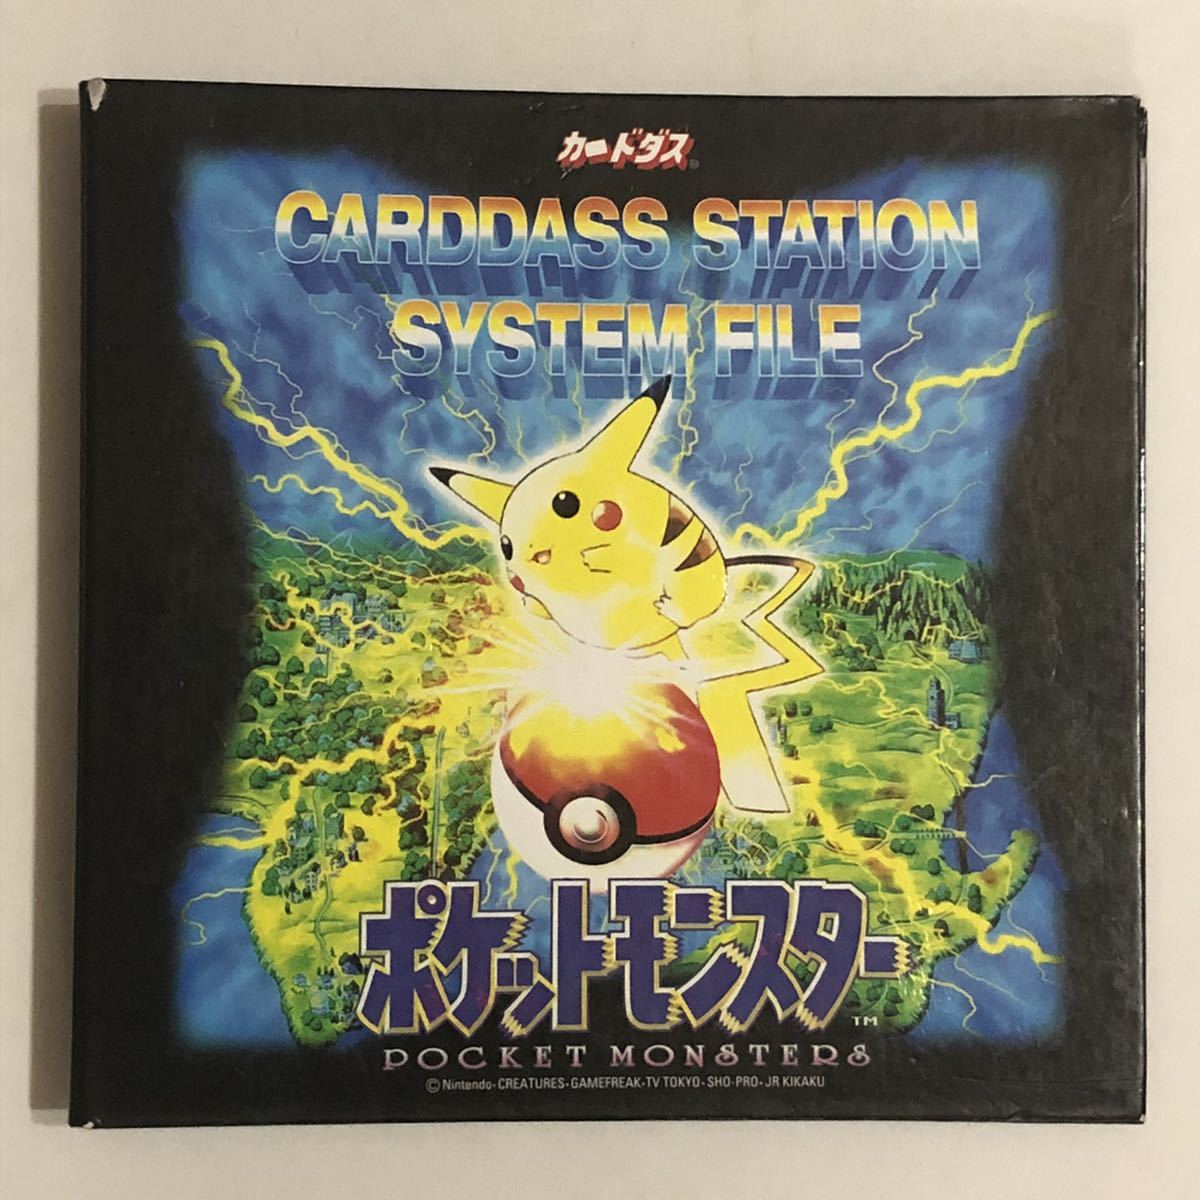 カードダス®
CARDDASS STATION
SYSTEM FILE
ポケットモンスター™
POCKET MONSTERS
©Nintendo・CREATURES・GAMEFREAK・TV TOKYO・SHO-PRO・JR KIKAKU